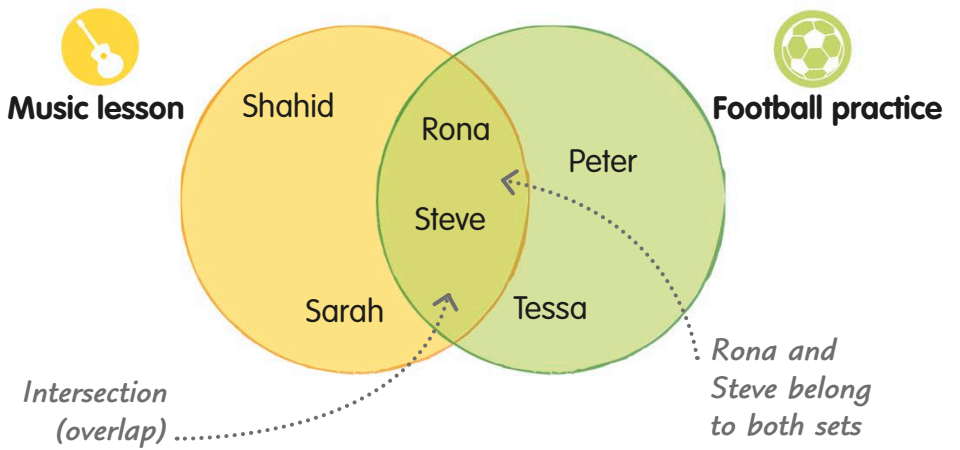 Music lesson
Football practice
Shahid
Rona
Peter
Steve
Sarah
Tessa
Intersection
(overlap)
Rona and
Steve belong
to both sets